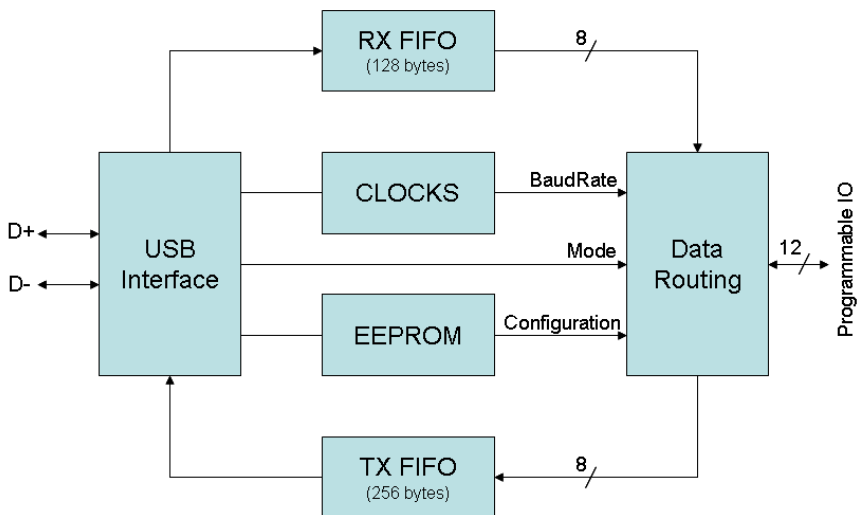 RX FIFO
(128 bytes)
8
CLOCKS
BaudRate
D+
D-
USB
Interface
Mode
Data
Routing
12
Programmable IO
EEPROM
Configuration
TX FIFO
(256 bytes)
8